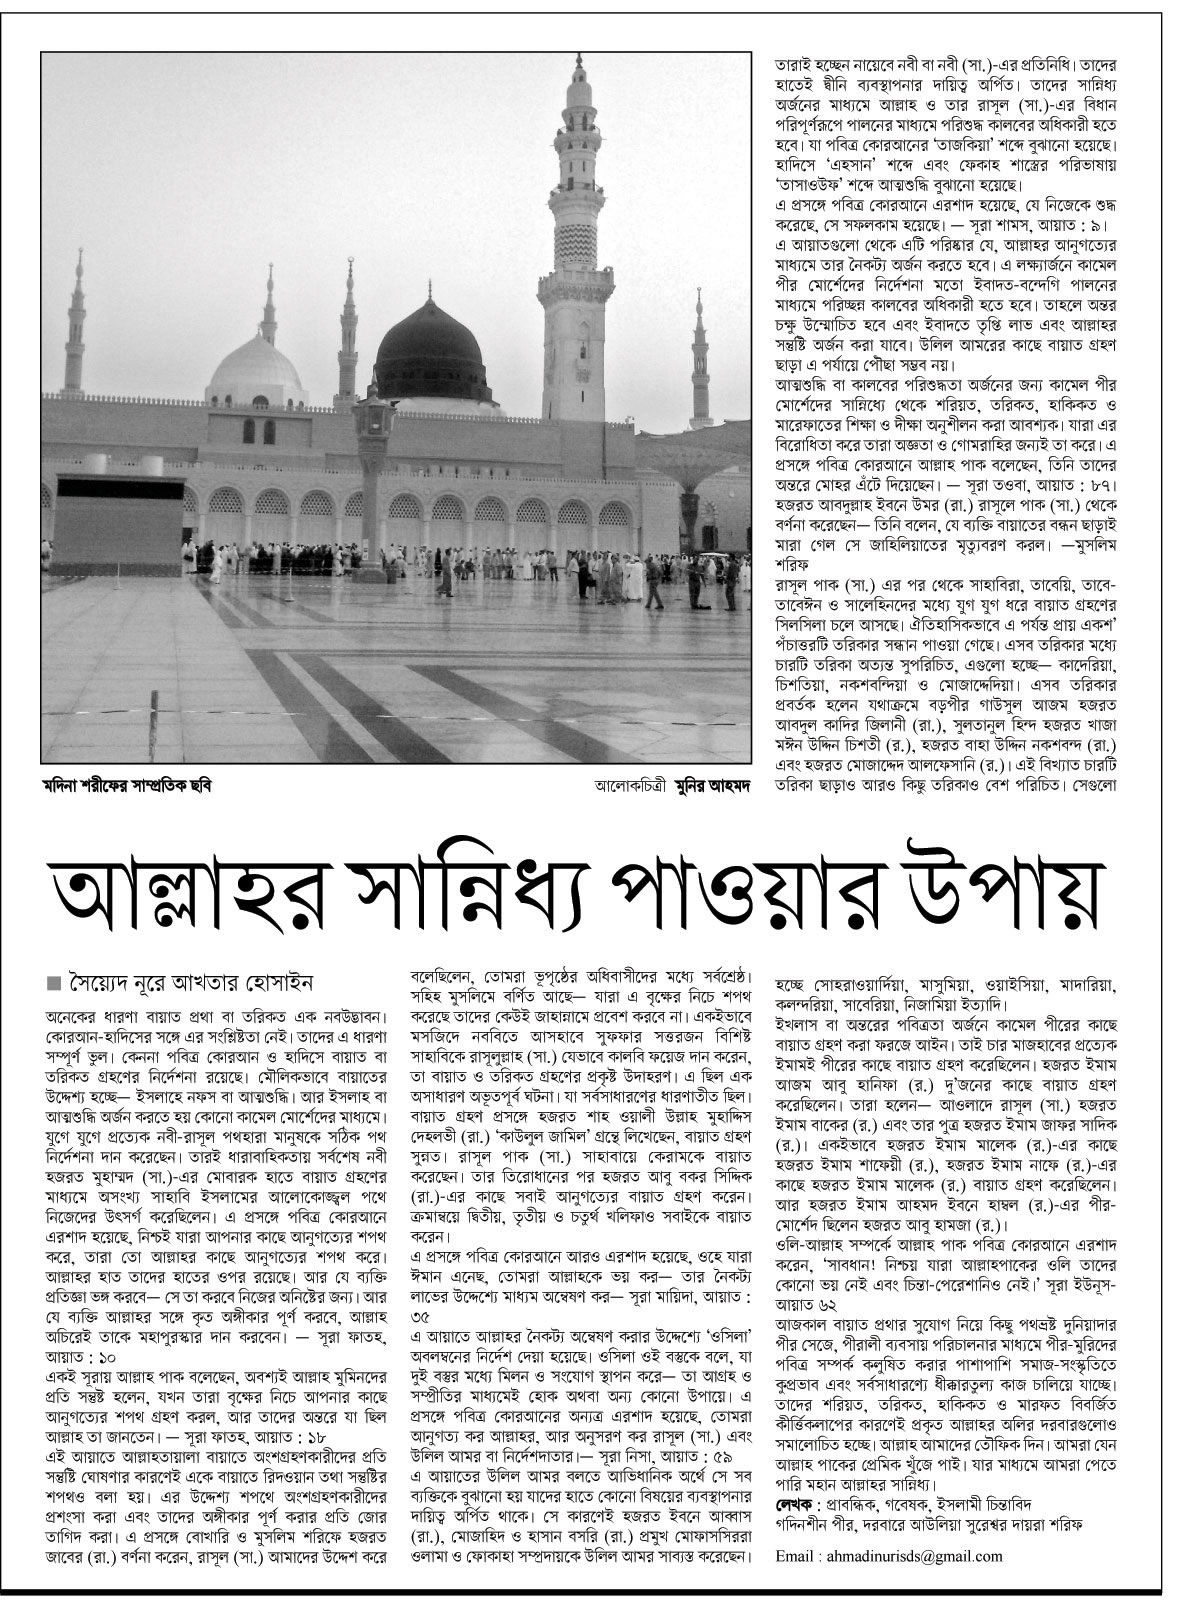 মদিনা শরীফের সাম্প্রতিক ছবি
আলোকচিত্রী মুনির আহমদ
আল্লাহর সান্নিধ্য পাওয়ার উপায়
■ সৈয়্যেদ নূরে আখতার হোসাইন
অনেকের ধারণা বায়াত প্রথা বা তরিকত এক নবউদ্ভাবন।
কোরআন-হাদিসের সঙ্গে এর সংশ্লিষ্টতা নেই। তাদের এ ধারণা
সম্পূর্ণ ভুল। কেননা পবিত্র কোরআন ও হাদিসে বায়াত বা
তরিকত গ্রহণের নির্দেশনা রয়েছে। মৌলিকভাবে বায়াতের
উদ্দেশ্য হচ্ছে— ইসলাহে নফস বা আত্মশুদ্ধি। আর ইসলাহ বা
আত্মশুদ্ধি অর্জন করতে হয় কোনো কামেল মোর্শেদের মাধ্যমে।
যুগে যুগে প্রত্যেক নবী-রাসূল পথহারা মানুষকে সঠিক পথ
নির্দেশনা দান করেছেন। তারই ধারাবাহিকতায় সর্বশেষ নবী
হজরত মুহাম্মদ (সা.)-এর মোবারক হাতে বায়াত গ্রহণের
মাধ্যমে অসংখ্য সাহাবি ইসলামের আলোকোজ্জ্বল পথে
নিজেদের উৎসর্গ করেছিলেন। এ প্রসঙ্গে পবিত্র কোরআনে
এরশাদ হয়েছে, নিশ্চই যারা আপনার কাছে আনুগত্যের শপথ
করে, তারা তো আল্লাহর কাছে আনুগত্যের শপথ করে।
আল্লাহর হাত তাদের হাতের ওপর রয়েছে। আর যে ব্যক্তি
প্রতিজ্ঞা ভঙ্গ করবে— সে তা করবে নিজের অনিষ্টের জন্য। আর
যে ব্যক্তি আল্লাহর সঙ্গে কৃত অঙ্গীকার পূর্ণ করবে, আল্লাহ
অচিরেই তাকে মহাপুরস্কার দান করবেন। — সূরা ফাতহ,
আয়াত : ১০
একই সূরায় আল্লাহ পাক বলেছেন, অবশ্যই আল্লাহ মুমিনদের
প্রতি সন্তুষ্ট হলেন, যখন তারা বৃক্ষের নিচে আপনার কাছে
আনুগত্যের শপথ গ্রহণ করল, আর তাদের অন্তরে যা ছিল
আল্লাহ তা জানতেন। — সূরা ফাতহ, আয়াত : ১৮
এই আয়াতে আল্লাহতায়ালা বায়াতে অংশগ্রহণকারীদের প্রতি
সন্তুষ্টি ঘোষণার কারণেই একে বায়াতে রিদওয়ান তথা সন্তুষ্টির
শপথও বলা হয়। এর উদ্দেশ্য শপথে অংশগ্রহণকারীদের
প্রশংসা করা এবং তাদের অঙ্গীকার পূর্ণ করার প্রতি জোর
তাগিদ করা। এ প্রসঙ্গে বোখারি ও মুসলিম শরিফে হজরত
জাবের (রা.) বর্ণনা করেন, রাসূল (সা.) আমাদের উদ্দেশ করে
বলেছিলেন, তোমরা ভূপৃষ্ঠের অধিবাসীদের মধ্যে সর্বশ্রেষ্ঠ।
সহিহ মুসলিমে বর্ণিত আছে— যারা এ বৃক্ষের নিচে শপথ
করেছে তাদের কেউই জাহান্নামে প্রবেশ করবে না। একইভাবে
মসজিদে নববিতে আসহাবে সুফফার সত্তরজন বিশিষ্ট
সাহাবিকে রাসূলুল্লাহ (সা.) যেভাবে কালবি ফয়েজ দান করেন,
তা বায়াত ও তরিকত গ্রহণের প্রকৃষ্ট উদাহরণ। এ ছিল এক
অসাধারণ অভূতপূর্ব ঘটনা। যা সর্বসাধারণের ধারণাতীত ছিল।
বায়াত গ্রহণ প্রসঙ্গে হজরত শাহ ওয়ালী উল্লাহ মুহাদ্দিস
দেহলভী (রা.) 'কাউলুল জামিল' গ্রন্থে লিখেছেন, বায়াত গ্রহণ
সুন্নত। রাসূল পাক (সা.) সাহাবায়ে কেরামকে বায়াত
করেছেন। তার তিরোধানের পর হজরত আবু বকর সিদ্দিক
(রা.)-এর কাছে সবাই আনুগত্যের বায়াত গ্রহণ করেন।
ক্রমান্বয়ে দ্বিতীয়, তৃতীয় ও চতুর্থ খলিফাও সবাইকে বায়াত
করেন।
এ প্রসঙ্গে পবিত্র কোরআনে আরও এরশাদ হয়েছে, ওহে যারা
ঈমান এনেছ, তোমরা আল্লাহকে ভয় কর— তার নৈকট্য
লাভের উদ্দেশ্যে মাধ্যম অম্বেষণ কর— সূরা মায়িদা, আয়াত :
৩৫
এ আয়াতে আল্লাহর নৈকট্য অম্বেষণ করার উদ্দেশ্যে 'ওসিলা'
অবলম্বনের নির্দেশ দেয়া হয়েছে। ওসিলা ওই বস্তুকে বলে, যা
দুই বস্তুর মধ্যে মিলন ও সংযোগ স্থাপন করে— তা আগ্রহ ও
সম্প্রীতির মাধ্যমেই হোক অথবা অন্য কোনো উপায়ে। এ
প্রসঙ্গে পবিত্র কোরআনের অন্যত্র এরশাদ হয়েছে, তোমরা
আনুগত্য কর আল্লাহর, আর অনুসরণ কর রাসূল (সা.) এবং
উলিল আমর বা নির্দেশদাতার।— সূরা নিসা, আয়াত : ৫৯
এ আয়াতের উলিল আমর বলতে আভিধানিক অর্থে সে সব
ব্যক্তিকে বুঝানো হয় যাদের হাতে কোনো বিষয়ের ব্যবস্থাপনার
দায়িত্ব অর্পিত থাকে। সে কারণেই হজরত ইবনে আব্বাস
(রা.), মোজাহিদ ও হাসান বসরি (রা.) প্রমুখ মোফাসসিররা
ওলামা ও ফোকাহা সম্প্রদায়কে উলিল আমর সাব্যস্ত করেছেন।
তারাই হচ্ছেন নায়েবে নবী বা নবী (সা.)-এর প্রতিনিধি। তাদের
হাতেই দ্বীনি ব্যবস্থাপনার দায়িত্ব অর্পিত। তাদের সান্নিধ্য
অর্জনের মাধ্যমে আল্লাহ ও তার রাসূল (সা.)-এর বিধান
পরিপূর্ণরূপে পালনের মাধ্যমে পরিশুদ্ধ কালবের অধিকারী হতে
হবে। যা পবিত্র কোরআনের 'তাজকিয়া' শব্দে বুঝানো হয়েছে।
হাদিসে 'এহসান' শব্দে এবং ফেকাহ শাস্ত্রের পরিভাষায়
'তাসাওউফ' শব্দে আত্মশুদ্ধি বুঝানো হয়েছে।
এ প্রসঙ্গে পবিত্র কোরআনে এরশাদ হয়েছে, যে নিজেকে শুদ্ধ
করেছে, সে সফলকাম হয়েছে। — সূরা শামস, আয়াত : ৯।
এ আয়াতগুলো থেকে এটি পরিষ্কার যে, আল্লাহর আনুগত্যের
মাধ্যমে তার নৈকট্য অর্জন করতে হবে। এ লক্ষ্যার্জনে কামেল
পীর মোর্শেদের নির্দেশনা মতো ইবাদত-বন্দেগি পালনের
মাধ্যমে পরিচ্ছন্ন কালবের অধিকারী হতে হবে। তাহলে অন্তর
চক্ষু উম্মোচিত হবে এবং ইবাদতে তৃপ্তি লাভ এবং আল্লাহর
সন্তুষ্টি অর্জন করা যাবে। উলিল আমরের কাছে বায়াত গ্রহণ
ছাড়া এ পর্যায়ে পৌঁছা সম্ভব নয়।
আত্মশুদ্ধি বা কালবের পরিশুদ্ধতা অর্জনের জন্য কামেল পীর
মোর্শেদের সান্নিধ্যে থেকে শরিয়ত, তরিকত, হাকিকত ও
মারেফাতের শিক্ষা ও দীক্ষা অনুশীলন করা আবশ্যক। যারা এর
বিরোধিতা করে তারা অজ্ঞতা ও গোমরাহির জন্যই তা করে। এ
প্রসঙ্গে পবিত্র কোরআনে আল্লাহ পাক বলেছেন, তিনি তাদের
অন্তরে মোহর এঁটে দিয়েছেন। — সূরা তওবা, আয়াত : ৮৭।
হজরত আবদুল্লাহ ইবনে উমর (রা.) রাসূলে পাক (সা.) থেকে
বর্ণনা করেছেন— তিনি বলেন, যে ব্যক্তি বায়াতের বন্ধন ছাড়াই
মারা গেল সে জাহিলিয়াতের মৃত্যুবরণ করল। —মুসলিম
শরিফ
রাসূল পাক (সা.) এর পর থেকে সাহাবিরা, তাবেয়ি, তাবে-
তাবেঈন ও সালেহিনদের মধ্যে যুগ যুগ ধরে বায়াত গ্রহণের
সিলসিলা চলে আসছে। ঐতিহাসিকভাবে এ পর্যন্ত প্রায় একশ'
পঁচাত্তরটি তরিকার সন্ধান পাওয়া গেছে। এসব তরিকার মধ্যে
চারটি তরিকা অত্যন্ত সুপরিচিত, এগুলো হচ্ছে— কাদেরিয়া,
চিশতিয়া, নকশবন্দিয়া ও মোজাদ্দেদিয়া। এসব তরিকার
প্রবর্তক হলেন যথাক্রমে বড়পীর গাউসুল আজম হজরত
আবদুল কাদির জিলানী (রা.), সুলতানুল হিন্দ হজরত খাজা
মঈন উদ্দিন চিশতী (র.), হজরত বাহা উদ্দিন নকশবন্দ (রা.)
এবং হজরত মোজাদ্দেদ আলফেসানি (র.)। এই বিখ্যাত চারটি
তরিকা ছাড়াও আরও কিছু তরিকাও বেশ পরিচিত। সেগুলো
হচ্ছে সোহরাওয়ার্দিয়া, মাসুমিয়া, ওয়াইসিয়া, মাদারিয়া,
কলন্দরিয়া, সাবেরিয়া, নিজামিয়া ইত্যাদি।
ইখলাস বা অন্তরের পবিত্রতা অর্জনে কামেল পীরের কাছে
বায়াত গ্রহণ করা ফরজে আইন। তাই চার মাজহাবের প্রত্যেক
ইমামই পীরের কাছে বায়াত গ্রহণ করেছিলেন। হজরত ইমাম
আজম আবু হানিফা (র.) দু'জনের কাছে বায়াত গ্রহণ
করেছিলেন। তারা হলেন— আওলাদে রাসূল (সা.) হজরত
ইমাম বাকের (র.) এবং তার পুত্র হজরত ইমাম জাফর সাদিক
(র.)। একইভাবে হজরত ইমাম মালেক (র.)-এর কাছে
হজরত ইমাম শাফেয়ী (র.), হজরত ইমাম নাফে (র.)-এর
কাছে হজরত ইমাম মালেক (র.) বায়াত গ্রহণ করেছিলেন।
আর হজরত ইমাম আহমদ ইবনে হাম্বল (র.)-এর পীর-
মোর্শেদ ছিলেন হজরত আবু হামজা (র.)।
ওলি-আল্লাহ সম্পর্কে আল্লাহ পাক পবিত্র কোরআনে এরশাদ
করেন, 'সাবধান! নিশ্চয় যারা আল্লাহপাকের ওলি তাদের
কোনো ভয় নেই এবং চিন্তা-পেরেশানিও নেই।' সূরা ইউনূস-
আয়াত ৬২
আজকাল বায়াত প্রথার সুযোগ নিয়ে কিছু পথভ্রষ্ট দুনিয়াদার
পীর সেজে, পীরালী ব্যবসায় পরিচালনার মাধ্যমে পীর-মুরিদের
পবিত্র সম্পর্ক কলুষিত করার পাশাপাশি সমাজ-সংস্কৃতিতে
কুপ্রভাব এবং সর্বসাধারণ্যে ধীক্কারতুল্য কাজ চালিয়ে যাচ্ছে।
তাদের শরিয়ত, তরিকত, হাকিকত ও মারফত বিবর্জিত
কীর্ত্তিকলাপের কারণেই প্রকৃত আল্লাহর অলির দরবারগুলোও
সমালোচিত হচ্ছে। আল্লাহ আমাদের তৌফিক দিন। আমরা যেন
আল্লাহ পাকের প্রেমিক খুঁজে পাই। যার মাধ্যমে আমরা পেতে
পারি মহান আল্লাহর সান্নিধ্য।
লেখক : প্রাবন্ধিক, গবেষক, ইসলামী চিন্তাবিদ
গদিনশীন পীর, দরবারে আউলিয়া সুরেশ্বর দায়রা শরিফ
Email : ahmadinurisds@gmail.com